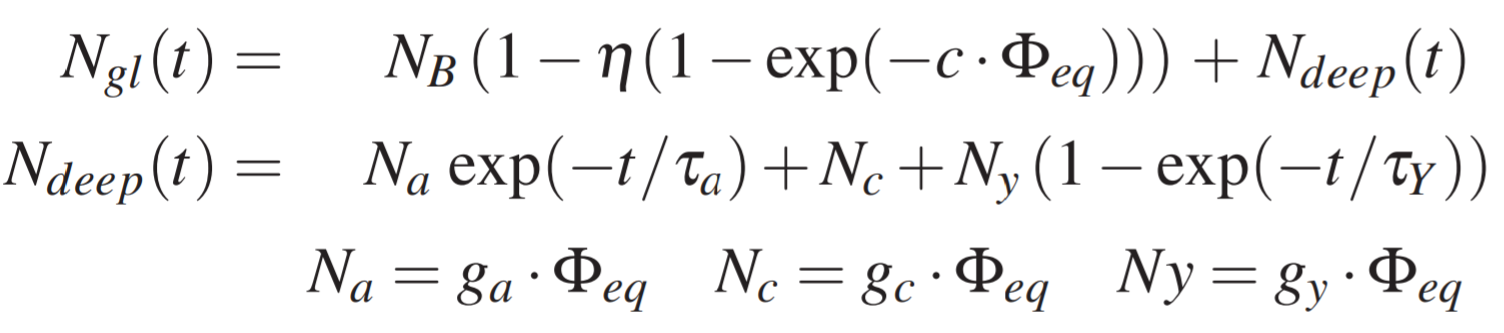 N_{gl}(t) = N_B (1 − η(1 − exp(−c · Φ_{eq}))) + N_{deep}(t)
N_{deep}(t) = N_a exp(−t/τ_a) + N_c + N_y (1 − exp(−t/τ_Y))
N_a = g_a · Φ_{eq} N_c = g_c · Φ_{eq} Ny = g_y · Φ_{eq}